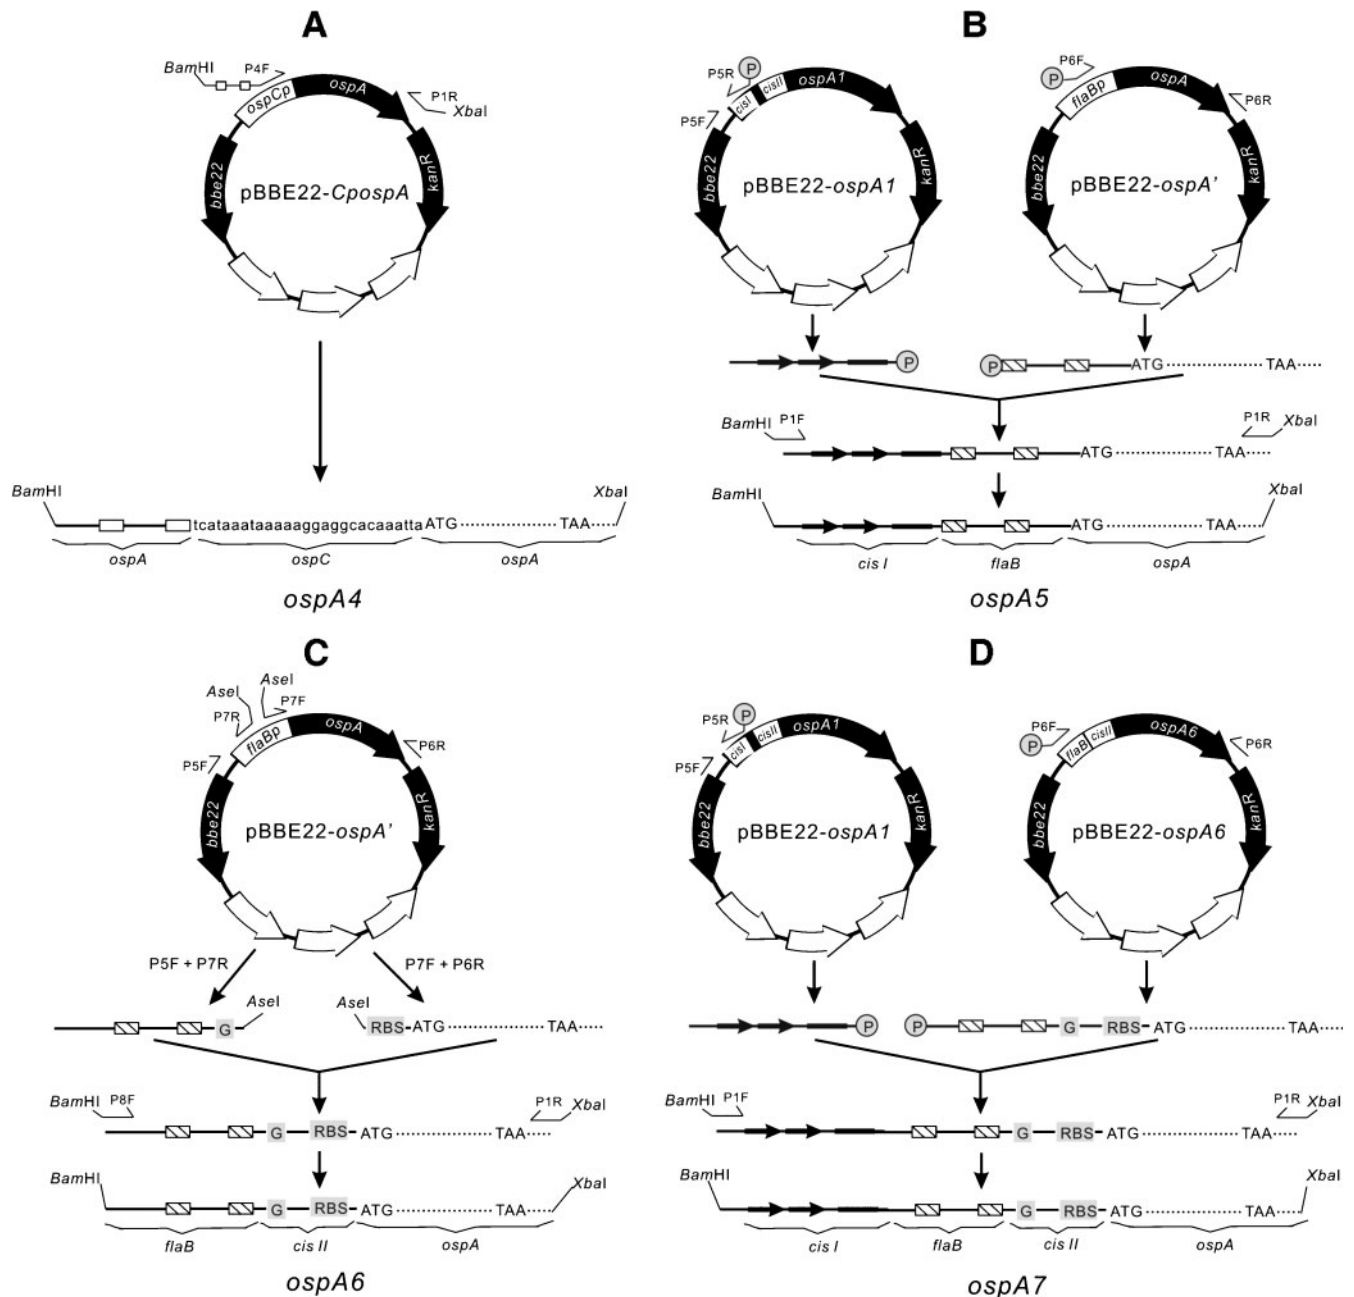 A
BamHI P4F
ospCp ospA
P1R
XbaI
bbe22 kanR
pBBE22-CpospA
BamHI XbaI
tcataaataaaaaggaggcacaaattaATG TAA
ospA ospC ospA
ospA4
B
P5R P cisI cisII ospA1
P5F
bbe22 kanR
pBBE22-ospA1
P P6F flaBp ospA
P6R
bbe22 kanR
pBBE22-ospA’
P P ATG TAA
BamHI P1F P1R XbaI
ATG TAA
BamHI XbaI
ATG TAA
cis I flaB ospA
ospA5
C
AseI AseI
P7R P7F
flaBp ospA
P5F P6R
bbe22 kanR
pBBE22-ospA’
P5F + P7R P7F + P6R
AseI AseI
G RBS ATG TAA
BamHI P8F P1R XbaI
G RBS ATG TAA
BamHI XbaI
G RBS ATG TAA
flaB cis II ospA
ospA6
D
P5R P cisI cisII ospA1
P5F
bbe22 kanR
pBBE22-ospA1
P P6F flaB cisII ospA6
P6R
bbe22 kanR
pBBE22-ospA6
P P G RBS ATG TAA
BamHI P1F P1R XbaI
G RBS ATG TAA
BamHI XbaI
G RBS ATG TAA
cis I flaB cis II ospA
ospA7